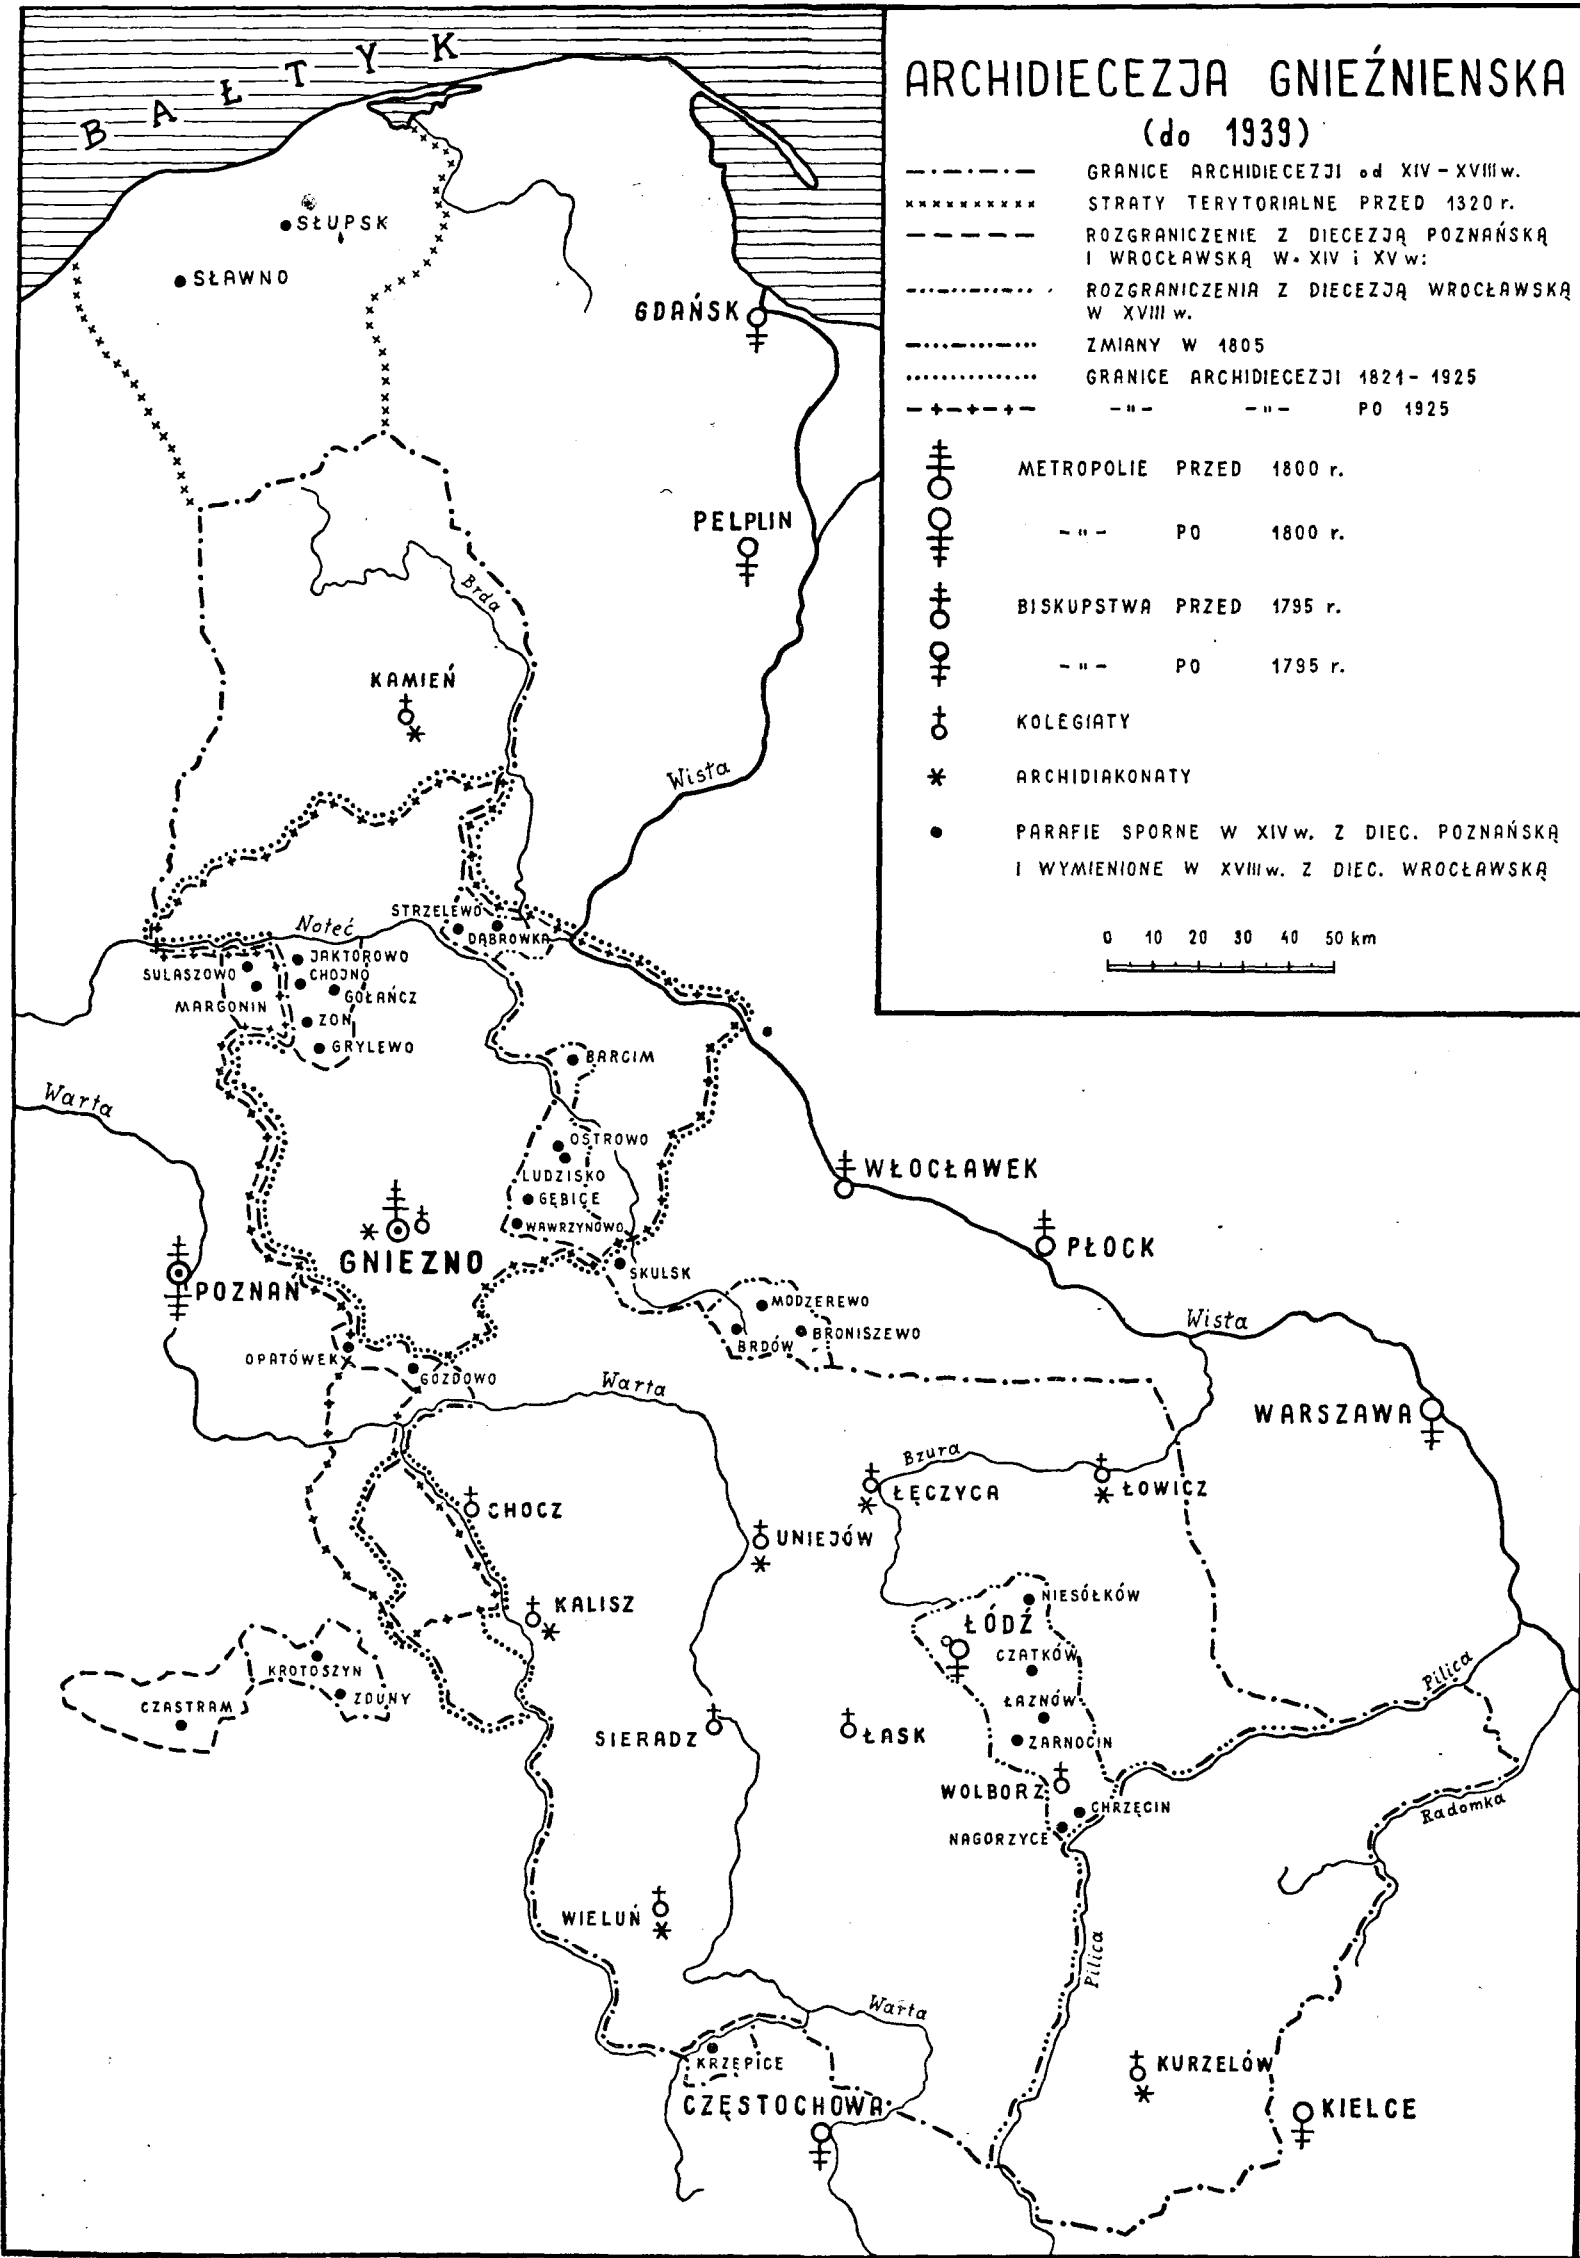 BAŁTYK
ARCHIDIECEZJA GNIEŹNIENSKA
(do 1939)
GRANICE ARCHIDIECEZJI od XIV – XVIII w.
STRATY TERYTORIALNE PRZED 1320 r.
ROZGRANICZENIE Z DIECEZJĄ POZNAŃSKĄ
I WROCŁAWSKĄ W. XIV i XV w:
ROZGRANICZENIA Z DIECEZJĄ WROCŁAWSKĄ
W XVIII w.
ZMIANY W 1805
GRANICE ARCHIDIECEZJI 1821 - 1925
-"- -"- PO 1925
METROPOLIE PRZED 1800 r.
-"- PO 1800 r.
BISKUPSTWA PRZED 1795 r.
-"- PO 1795 r.
KOLEGIATY
ARCHIDIAKONATY
PARAFIE SPORNE W XIV w. Z DIEC. POZNAŃSKĄ
I WYMIENIONE W XVIII w. Z DIEC. WROCŁAWSKĄ
0 10 20 30 40 50 km
SŁUPSK
SŁAWNO
GDAŃSK
PELPLIN
Brda
KAMIEŃ
Wisła
STRZELEWO
DĄBRÓWKA
Noteć
JAKTOROWO
SUŁASZOWO
CHOJNO
GOŁAŃCZ
MARGONIN
ZON
GRYLEWO
BARCIM
Warta
OSTROWO
LUDZISKO
GĘBICE
WAWRZYNOWO
WŁOCŁAWEK
PŁOCK
GNIEZNO
POZNAŃ
SKULSK
MODZEREWO
BRONISZEWO
BRDÓW
Wisła
OPATÓWEK
GOZDOWO
Warta
WARSZAWA
Bzura
ŁĘCZYCA
ŁOWICZ
CHOCZ
UNIEJÓW
KALISZ
NIESÓŁKÓW
ŁÓDŹ
CZATKÓW
KROTOSZYN
ZDUNY
CZASTRAM
ŁAZNÓW
ZARNOCIN
Pilica
SIERADZ
ŁASK
WOLBORZ
CHRZĘCIN
NAGORZYCE
Radomka
WIELUŃ
Pilica
Warta
KRZEPICE
CZĘSTOCHOWA
KURZELÓW
KIELCE